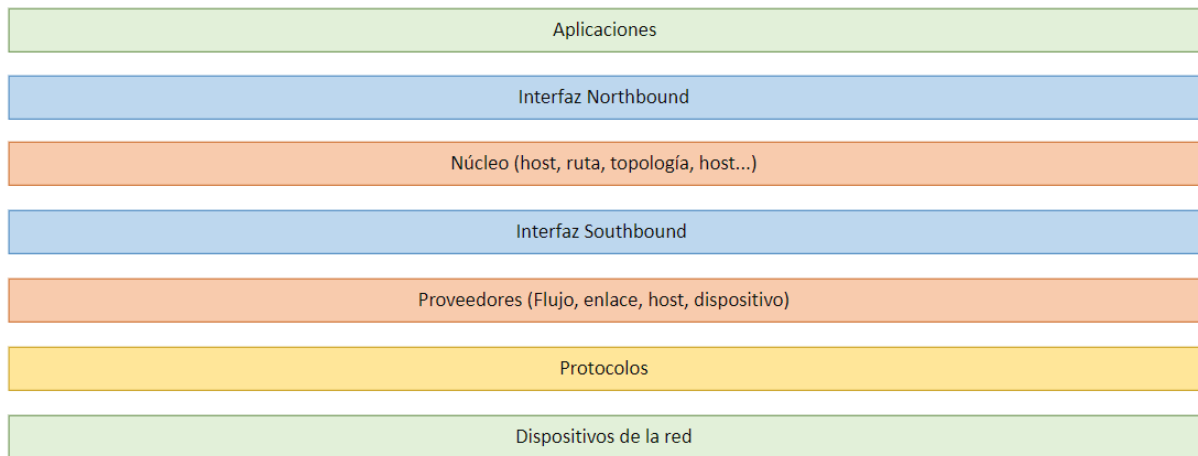 Aplicaciones
Interfaz Northbound
Núcleo (host, ruta, topología, host...)
Interfaz Southbound
Proveedores (Flujo, enlace, host, dispositivo)
Protocolos
Dispositivos de la red